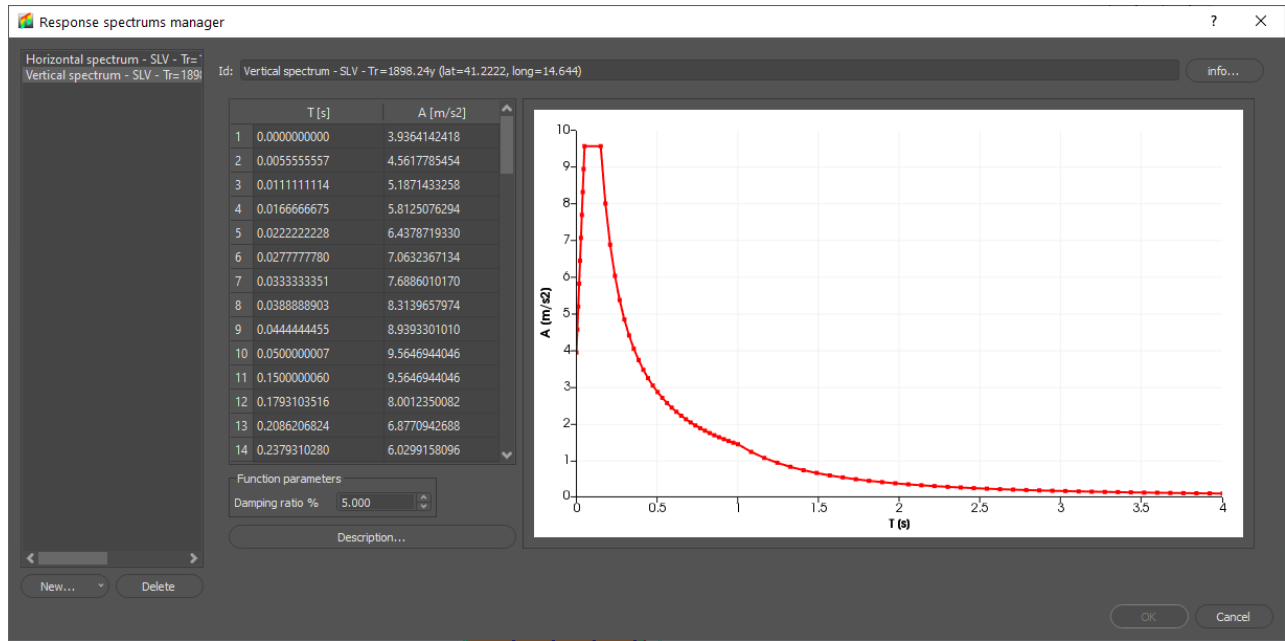 Response spectrums manager
?
Horizontal spectrum - SLV - Tr=
Vertical spectrum - SLV - Tr=189
Id: Vertical spectrum - SLV - Tr=1898.24y (lat=41.2222, long=14.644)
info...
T [s] A [m/s2]
1 0.0000000000 3.9364142418
2 0.0055555557 4.5617785454
3 0.0111111114 5.1871433258
4 0.0166666675 5.8125076294
5 0.0222222228 6.4378719330
6 0.0277777780 7.0632367134
7 0.0333333351 7.6886010170
8 0.0388888903 8.3139657974
9 0.0444444455 8.9393301010
10 0.0500000007 9.5646944046
11 0.1500000060 9.5646944046
12 0.1793103516 8.0012350082
13 0.2086206824 6.8770942688
14 0.2379310280 6.0299158096
Function parameters
Damping ratio % 5.000
Description...
10
9
8
7
6
5
4
3
2
1
0
A (m/s2)
0 0.5 1 1.5 2 2.5 3 3.5 4
T (s)
New... Delete
OK Cancel